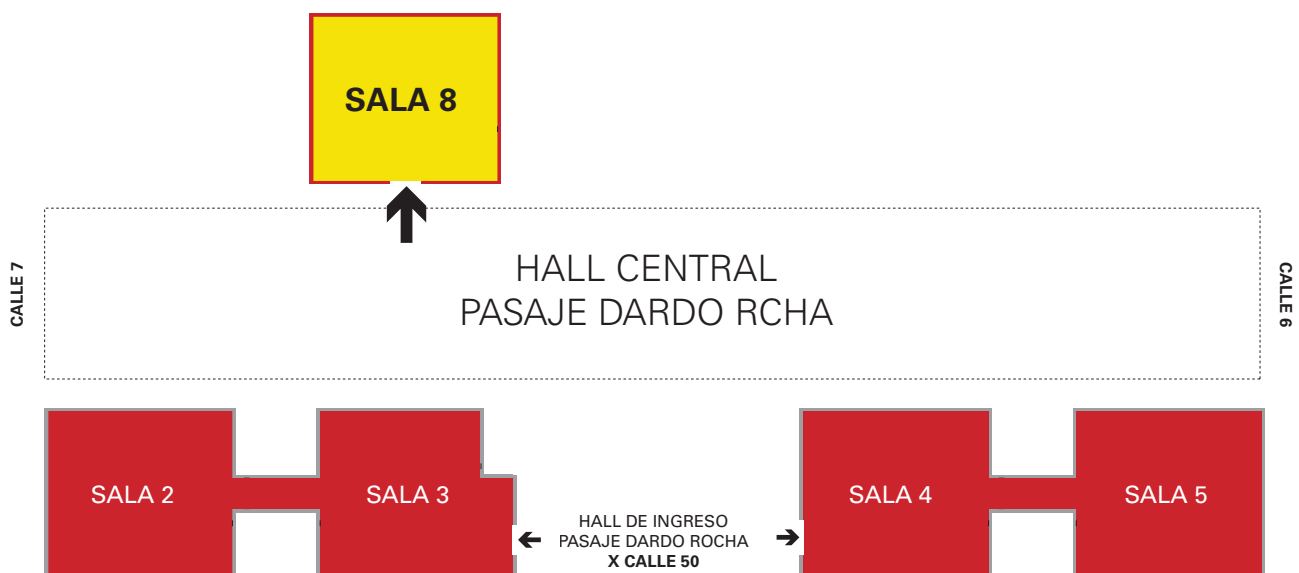 SALA 8
CALLE 7
HALL CENTRAL
PASAJE DARDO RCHA
CALLE 6
SALA 2
SALA 3
SALA 4
SALA 5
HALL DE INGRESO
PASAJE DARDO ROCHA
X CALLE 50